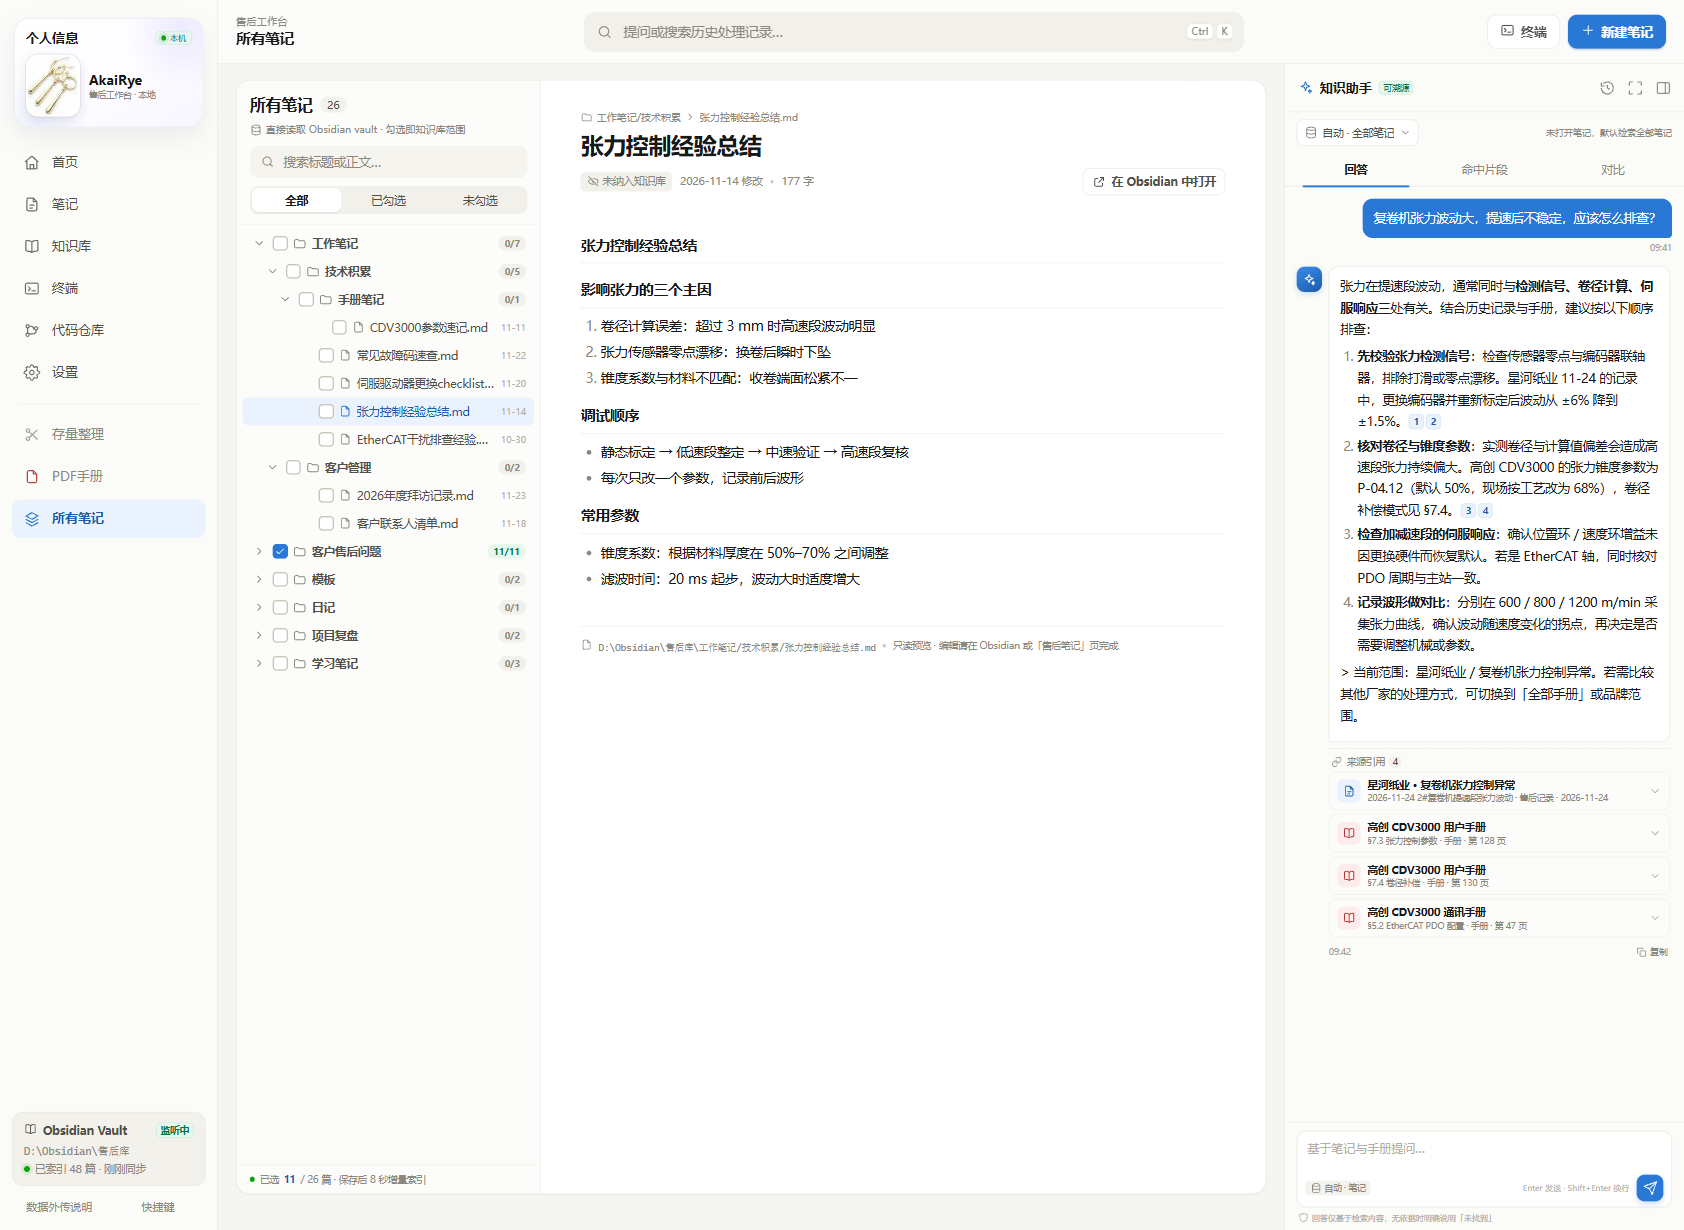 个人信息
本机
AkaiRye
售后工作台 · 本地
首页
笔记
知识库
终端
代码仓库
设置
存量整理
PDF手册
所有笔记
Obsidian Vault 监听中
D:\Obsidian\售后库
已索引 48 篇 · 刚刚同步
数据外传说明 快捷键
售后工作台
所有笔记
提问或搜索历史处理记录... Ctrl K
终端
新建笔记
所有笔记 26
直接读取 Obsidian vault · 勾选即知识库范围
搜索标题或正文...
全部 已勾选 未勾选
工作笔记 0/7
技术积累 0/5
手册笔记 0/1
CDV3000参数速记.md 11-11
常见故障码速查.md 11-22
伺服驱动器更换checklist... 11-20
张力控制经验总结.md 11-14
EtherCAT干扰排查经验.... 10-30
客户管理 0/2
2026年度拜访记录.md 11-23
客户联系人清单.md 11-18
客户售后问题 11/11
模板 0/2
日记 0/1
项目复盘 0/2
学习笔记 0/3
已选 11 / 26 篇 · 保存后 8 秒增量索引
工作笔记/技术积累 > 张力控制经验总结.md
张力控制经验总结
未纳入知识库 2026-11-14 修改 • 177 字
在 Obsidian 中打开
张力控制经验总结
影响张力的三个主因
1. 卷径计算误差：超过 3 mm 时高速段波动明显
2. 张力传感器零点漂移：换卷后瞬时下坠
3. 锥度系数与材料不匹配：收卷端面松紧不一
调试顺序
• 静态标定 → 低速段整定 → 中速验证 → 高速段复核
• 每次只改一个参数，记录前后波形
常用参数
• 锥度系数：根据材料厚度在 50%–70% 之间调整
• 滤波时间：20 ms 起步，波动大时适度增大
D:\Obsidian\售后库\工作笔记/技术积累/张力控制经验总结.md • 只读预览 · 编辑请在 Obsidian 或「售后笔记」页完成
知识助手 可溯源
自动 · 全部笔记
未打开笔记，默认检索全部笔记
回答 命中片段 对比
复卷机张力波动大，提速后不稳定，应该怎么排查？
09:41
张力在提速段波动，通常同时与检测信号、卷径计算、伺
服响应三处有关。结合历史记录与手册，建议按以下顺序
排查：
1. 先校验张力检测信号：检查传感器零点与编码器联轴
器，排除打滑或零点漂移。星河纸业 11-24 的记录
中，更换编码器并重新标定后波动从 ±6% 降到
±1.5%。 1 2
2. 核对卷径与锥度参数：实测卷径与计算值偏差会造成高
速段张力持续偏大。高创 CDV3000 的张力锥度参数为
P-04.12（默认 50%，现场按工艺改为 68%），卷径
补偿模式见 §7.4。 3 4
3. 检查加减速段的伺服响应：确认位置环 / 速度环增益未
因更换硬件而恢复默认。若是 EtherCAT 轴，同时核对
PDO 周期与主站一致。
4. 记录波形做对比：分别在 600 / 800 / 1200 m/min 采
集张力曲线，确认波动随速度变化的拐点，再决定是否
需要调整机械或参数。
> 当前范围：星河纸业 / 复卷机张力控制异常。若需比较
其他厂家的处理方式，可切换到「全部手册」或品牌范
围。
来源引用 4
星河纸业 • 复卷机张力控制异常
2026-11-24 2#复卷机提速段张力波动 · 售后记录 · 2026-11-24
高创 CDV3000 用户手册
§7.3 张力控制参数 · 手册 · 第 128 页
高创 CDV3000 用户手册
§7.4 卷径补偿 · 手册 · 第 130 页
高创 CDV3000 通讯手册
§5.2 EtherCAT PDO 配置 · 手册 · 第 47 页
09:42 复制
基于笔记与手册提问...
自动 · 笔记
Enter 发送 · Shift+Enter 换行
回答仅基于检索内容，无依据时明确说明「未找到」